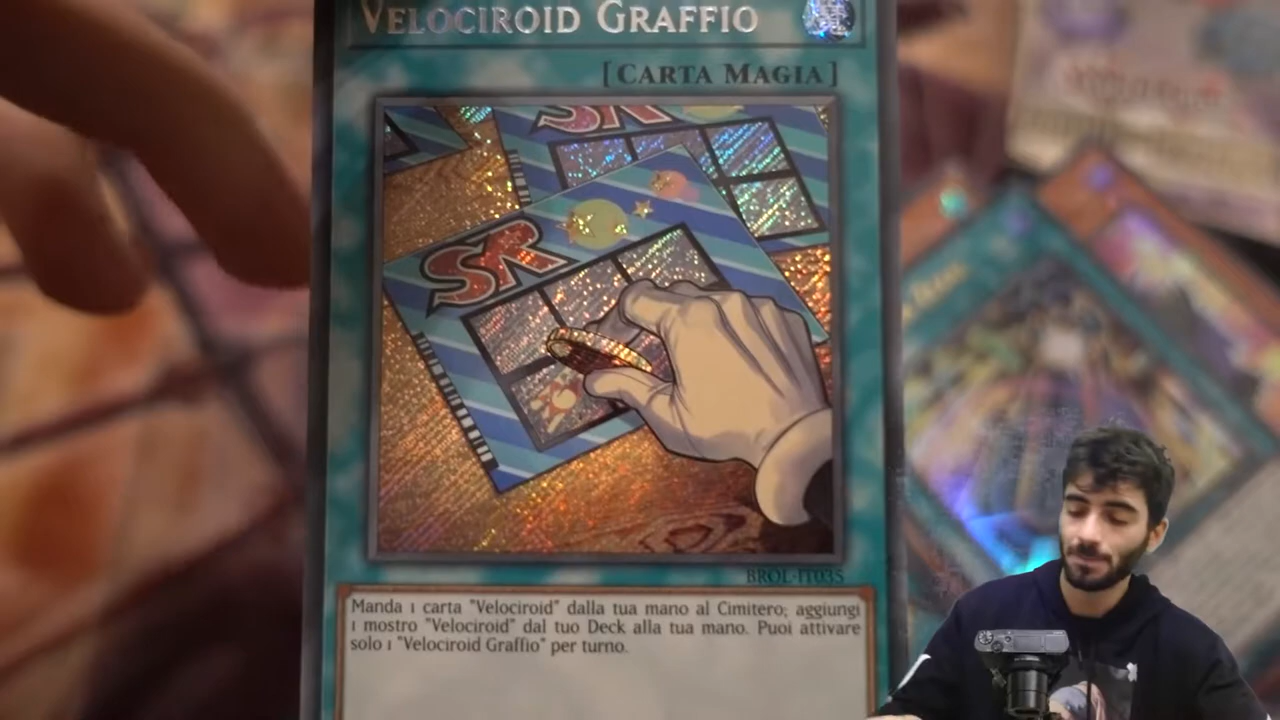 VELOCIROID GRAFFIO
[CARTA MAGIA]
SR
SR
BROL-IT035
Manda 1 carta "Velociroid" dalla tua mano al Cimitero; aggiungi
1 mostro "Velociroid" dal tuo Deck alla tua mano. Puoi attivare
solo 1 "Velociroid Graffio" per turno.